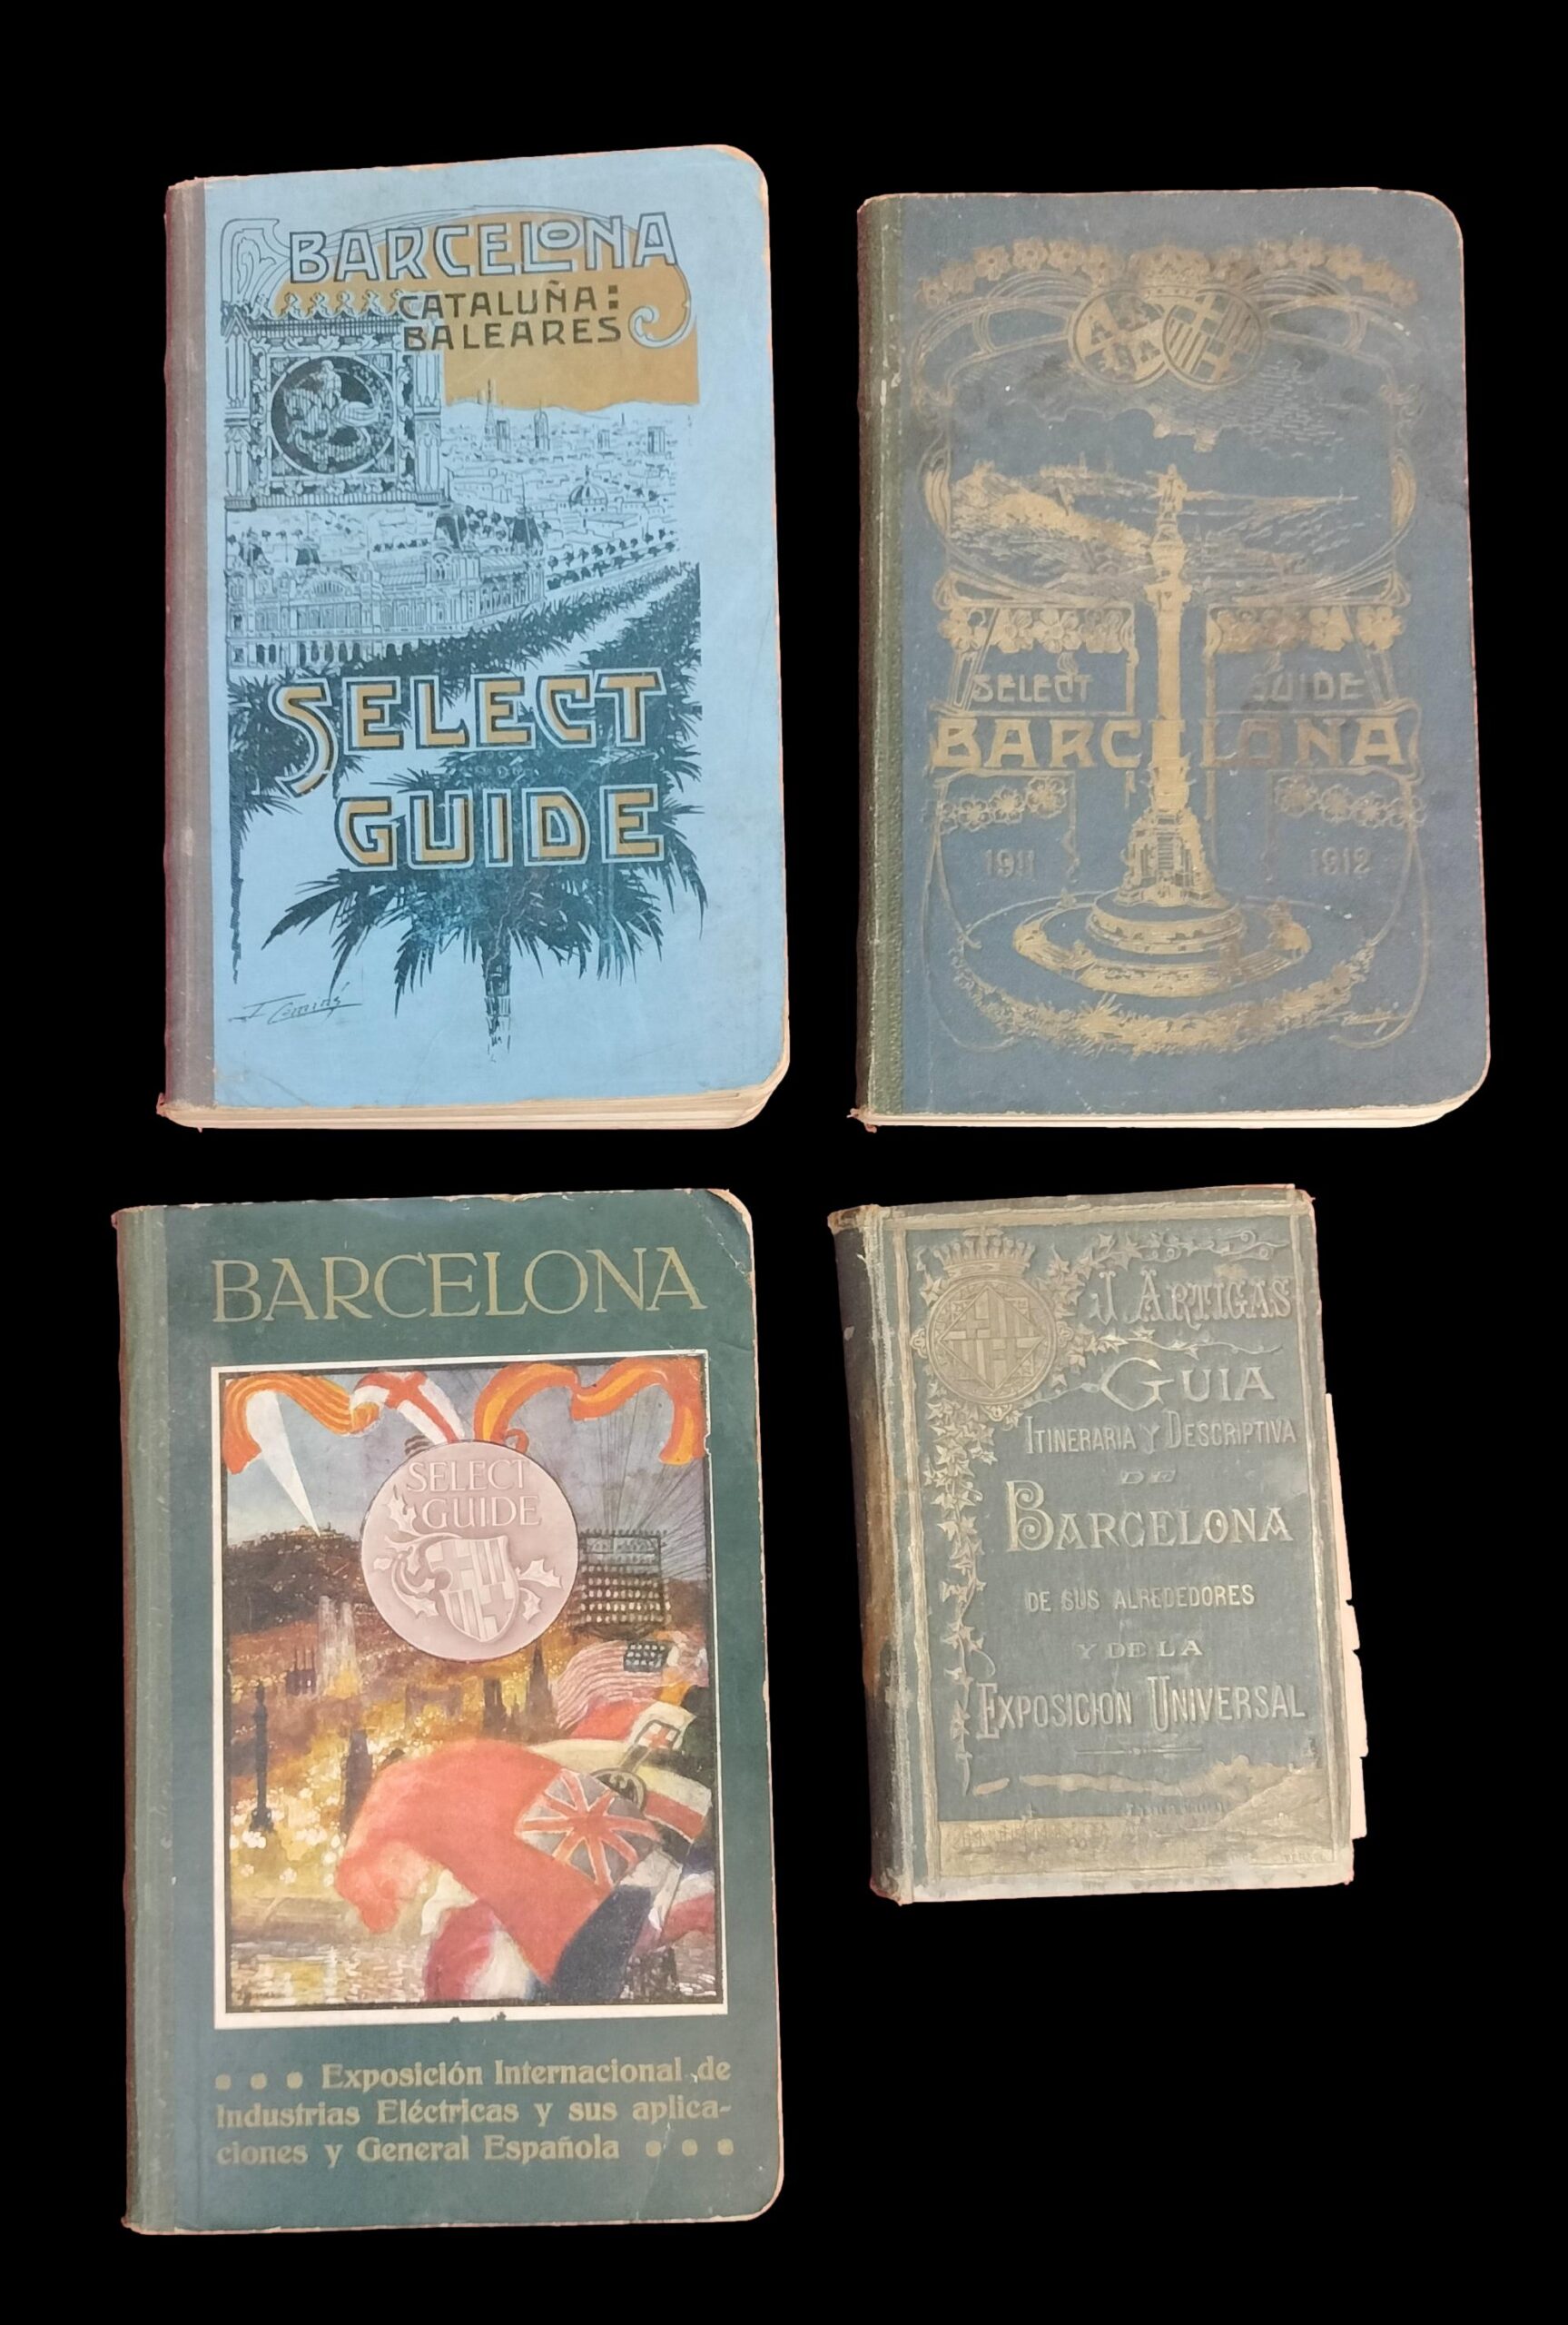 BARCELONA
CATALUÑA:
BALEARES
SELECT
GUIDE
SELECT GUIDE
BARCELONA
1911 1912
BARCELONA
SELECT
GUIDE
Exposición Internacional de
Industrias Eléctricas y sus aplica-
ciones y General Española
J. ARTIGAS
GUIA
ITINERARIA Y DESCRIPTIVA
DE
BARCELONA
DE SUS ALREDEDORES
Y DE LA
EXPOSICION UNIVERSAL